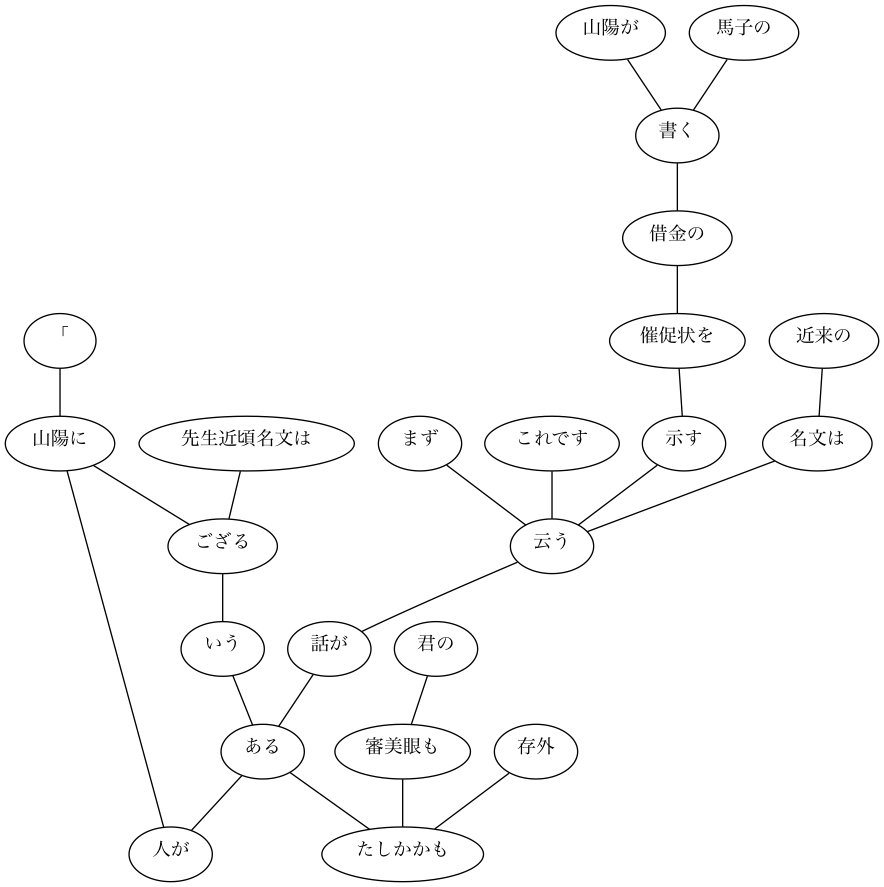 山陽が
馬子の
書く
借金の
「
催促状を
近来の
山陽に
先生近頃名文は
まず
これです
示す
名文は
ござる
云う
いう
話が
君の
ある
審美眼も
存外
人が
たしかかも